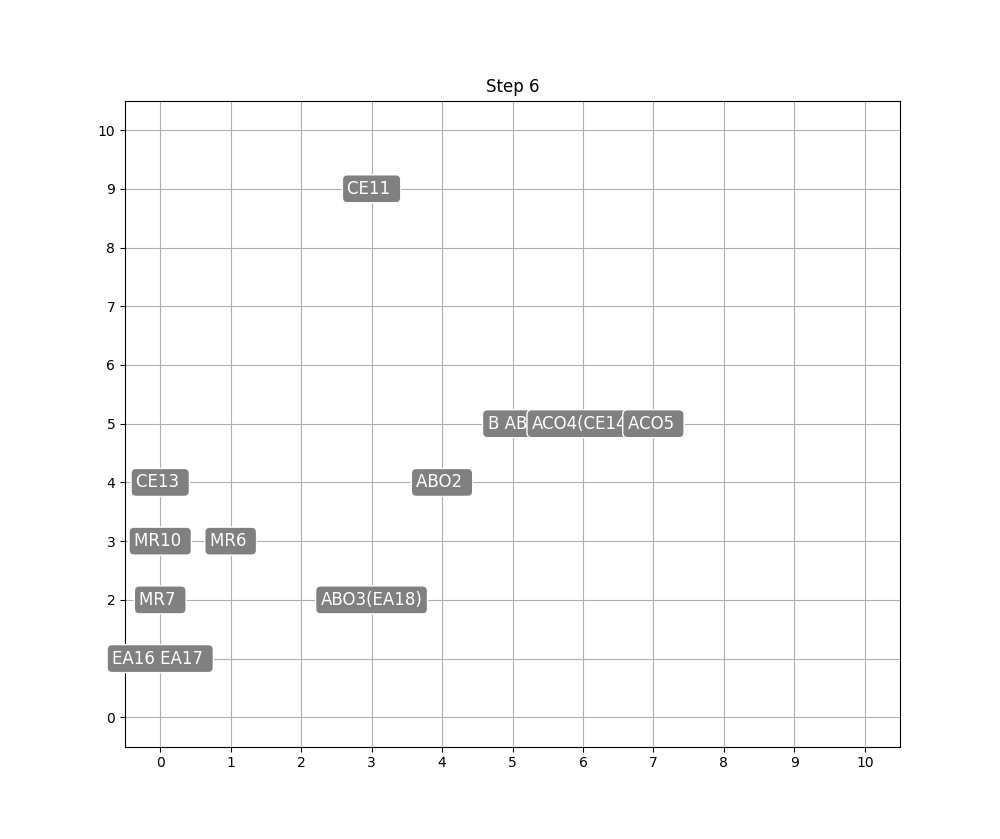 Step 6
10
9 CE11
8
7
6
5 B AB ACO4(CE14 ACO5
4 CE13 ABO2
3 MR10 MR6
2 MR7 ABO3(EA18)
1 EA16 EA17
0
0 1 2 3 4 5 6 7 8 9 10